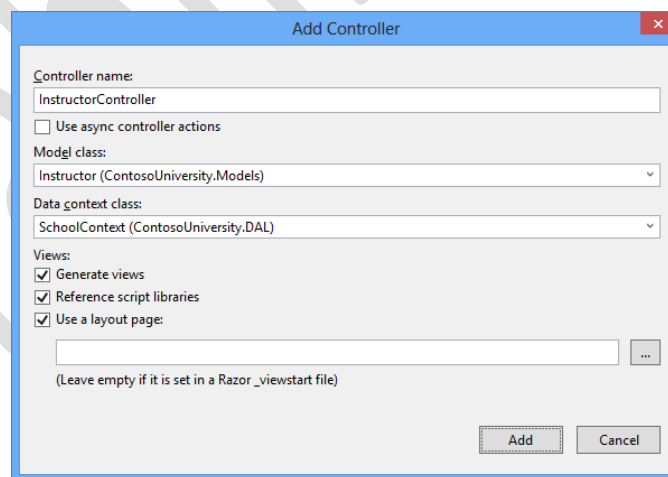 Add Controller
Controller name:
InstructorController
Use async controller actions
Model class:
Instructor (ContosoUniversity.Models)
Data context class:
SchoolContext (ContosoUniversity.DAL)
Views:
Generate views
Reference script libraries
Use a layout page:
...
(Leave empty if it is set in a Razor _viewstart file)
Add Cancel